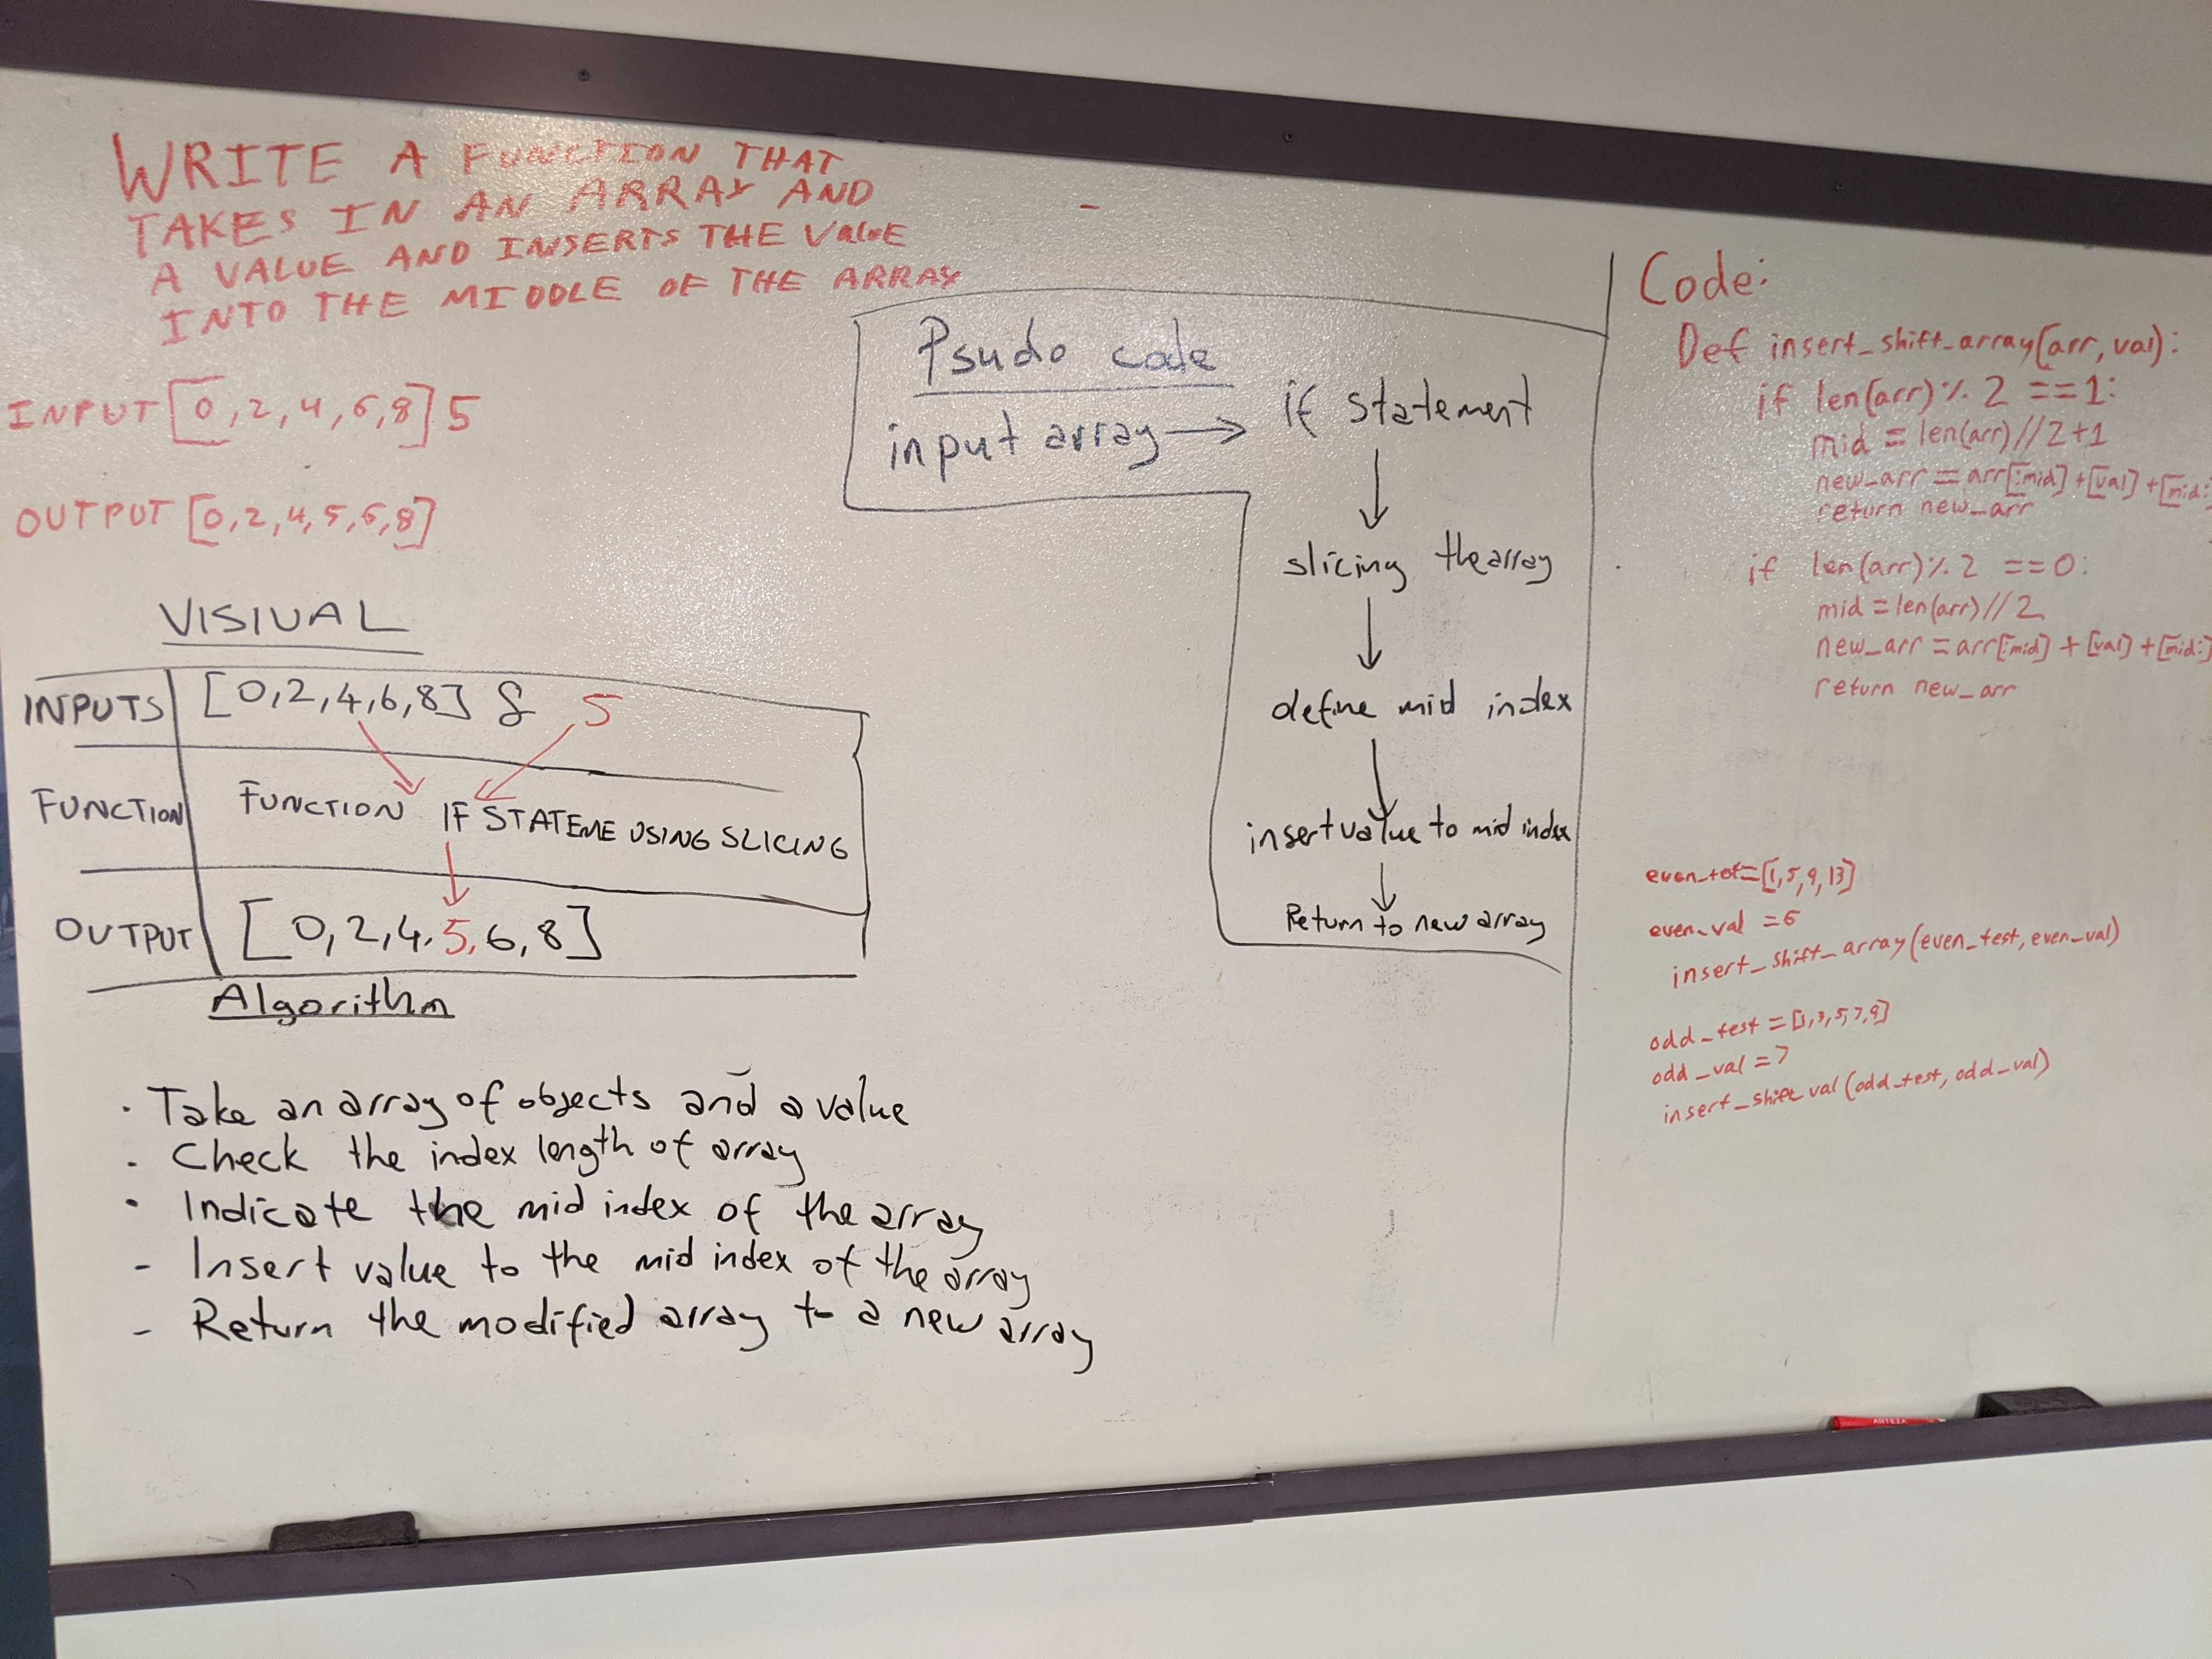 WRITE A FUNCTION THAT
TAKES IN AN ARRAY AND
A VALUE AND INSERTS THE VALUE
INTO THE MIDDLE OF THE ARRAY
INPUT [0,2,4,6,8] 5
OUTPUT [0,2,4,5,6,8]
VISIUAL
INPUTS [0,2,4,6,8] & 5
FUNCTION FUNCTION IF STATEME USING SLICING
OUTPUT [0,2,4,5,6,8]
Algorithm
· Take an array of objects and a value
· Check the index length of array
· Indicate the mid index of the array
- Insert value to the mid index of the array
- Return the modified array to a new array
Psudo code
input array → if statement
slicing the array
define mid index
insert value to mid index
Return to new array
Code:
Def insert_shift_array(arr, val):
if len(arr) % 2 ==1:
mid = len(arr)//2+1
new_arr = arr[:mid] + [val] + [mid:
return new_arr
if len(arr) % 2 ==0:
mid = len(arr)//2
new_arr = arr[:mid] + [val] + [mid:]
return new_arr
=[1,5,9,13]
even_val =6
insert_shift_array(even_test, even_val)
odd_test =[1,3,5,7,9]
odd_val =7
insert_shift_val(odd_test, odd_val)
ARTEZA